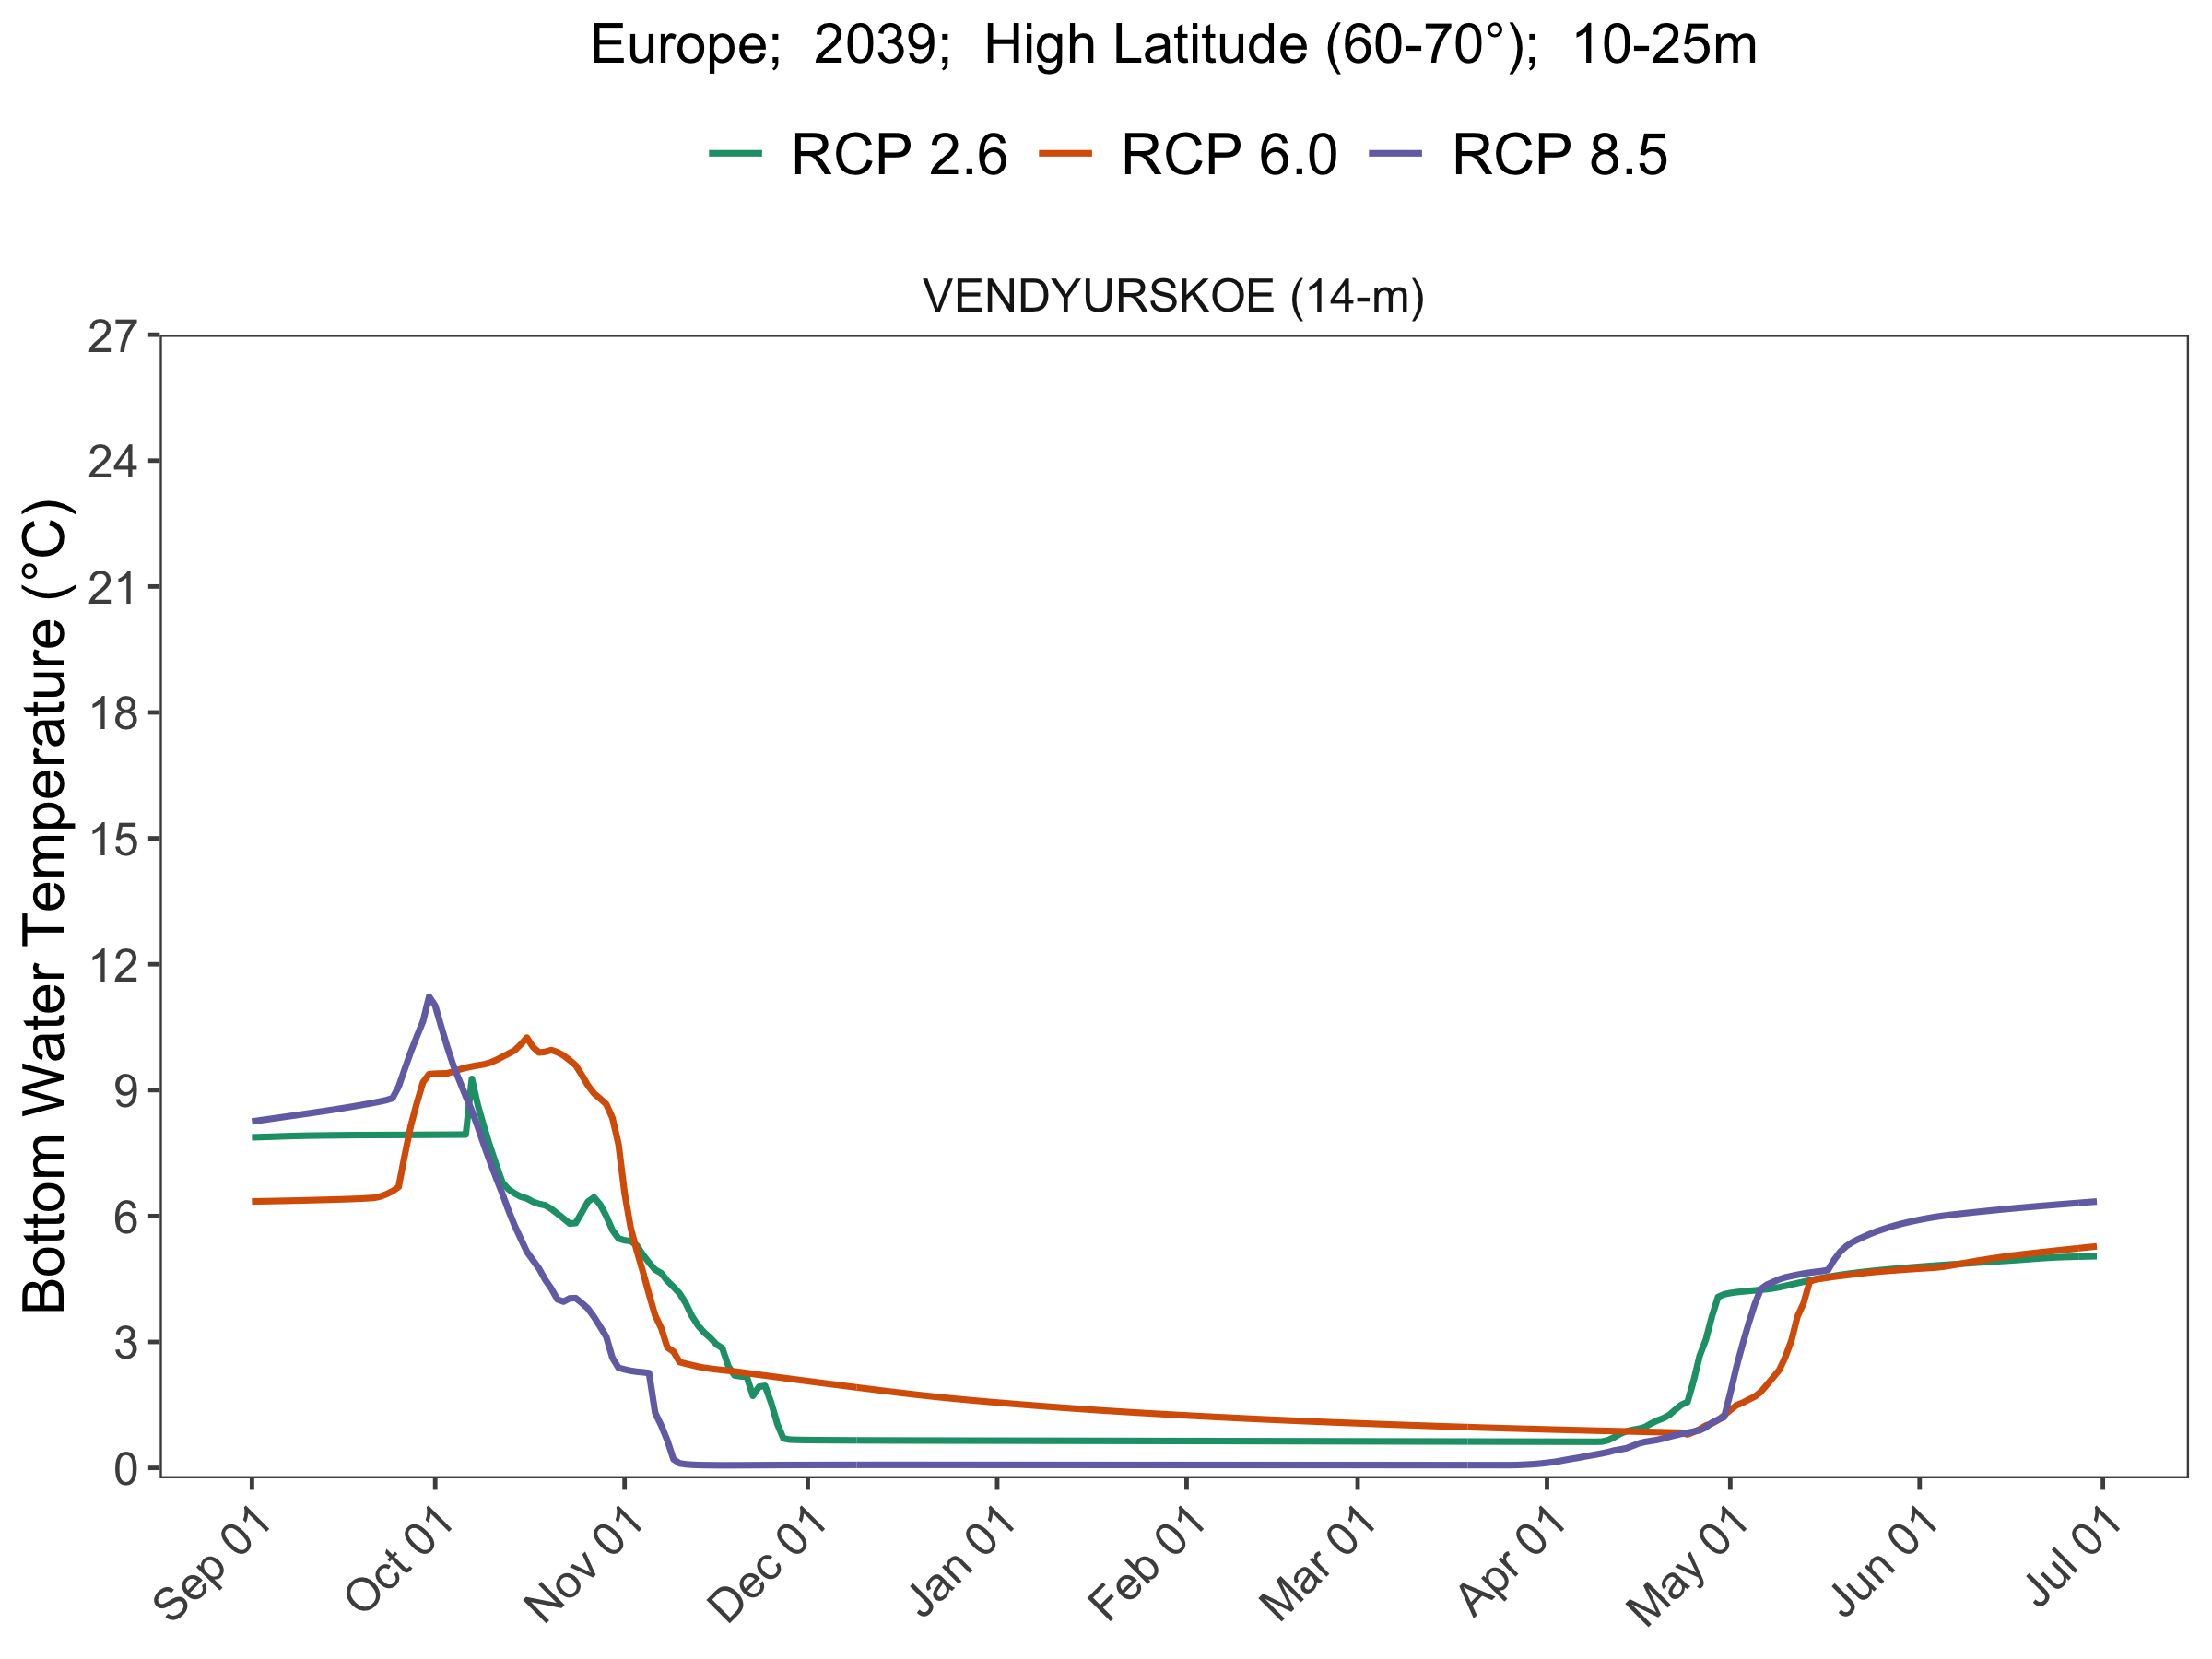 Europe;  2039;  High Latitude (60-70°);  10-25m
RCP 2.6 RCP 6.0 RCP 8.5
VENDYURSKOE (14-m)
Bottom Water Temperature (°C)
27
24
21
18
15
12
9
6
3
0
Sep 01 Oct 01 Nov 01 Dec 01 Jan 01 Feb 01 Mar 01 Apr 01 May 01 Jun 01 Jul 01